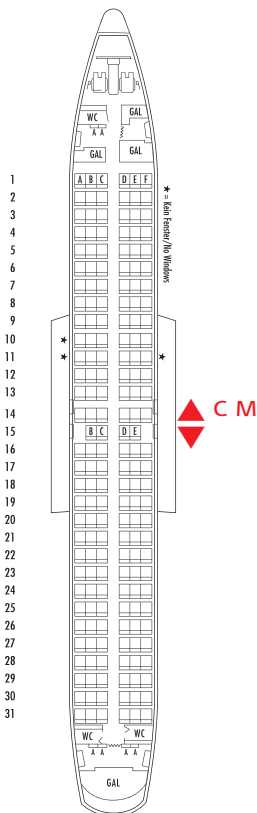 GAL
WC
A A
GAL GAL
1 A B C D E F
★ = Kein Fenster/No Windows
2
3
4
5
6
7
8
9
10 ★
11 ★ ★
12
13
C M
14
15 B C D E
16
17
18
19
20
21
22
23
24
25
26
27
28
29
30
31
WC WC
A A A A
GAL